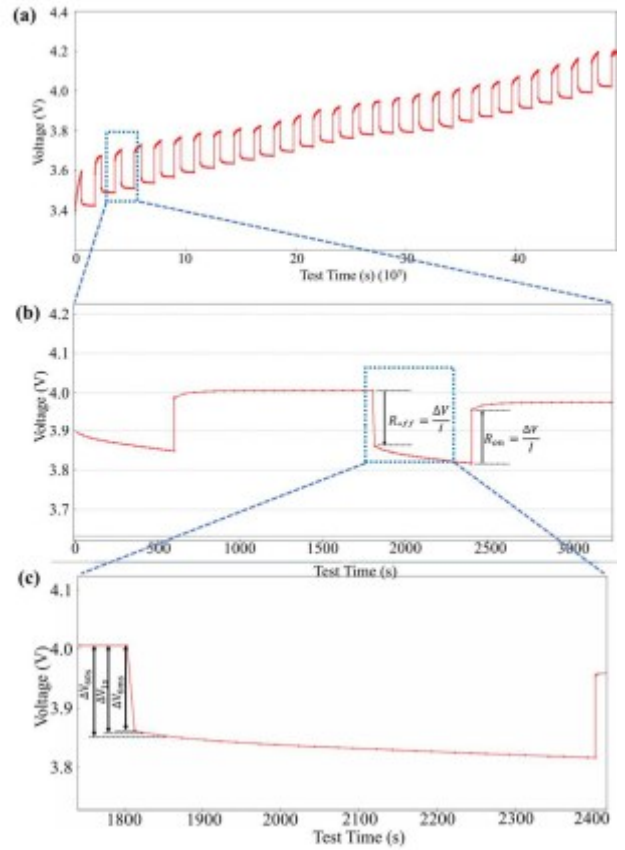 (a)
4.4
4.2
4.0
3.8
3.6
3.4
Voltage (V)
0 10 20 30 40
Test Time (s) (10³)
(b)
4.2
4.1
4.0
3.9
3.8
3.7
Voltage (V)
R_off = ΔV/I
R_on = ΔV/I
0 500 1000 1500 2000 2500 3000
Test Time (s)
(c)
4.1
4.0
3.9
3.8
Voltage (V)
ΔV
ΔV
ΔV
1800 1900 2000 2100 2200 2300 2400
Test Time (s)